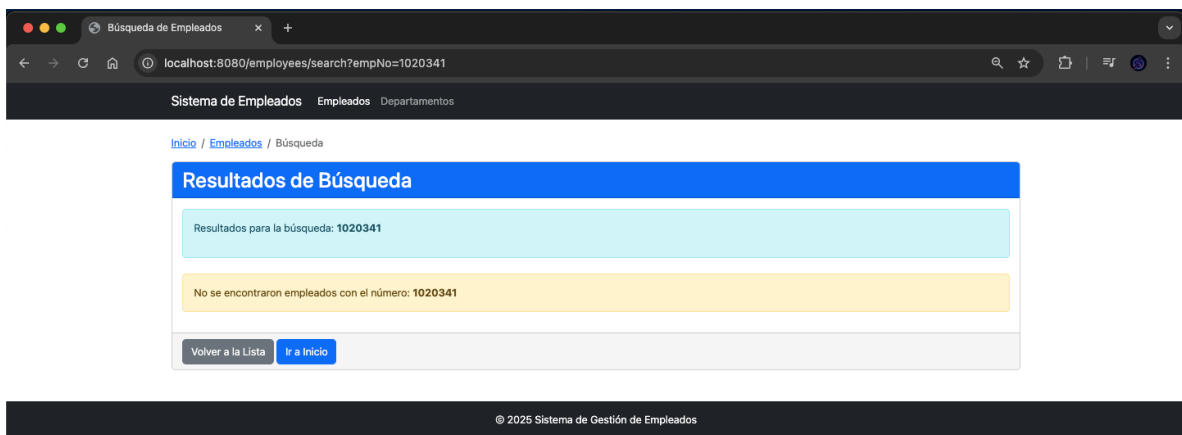 Búsqueda de Empleados
localhost:8080/employees/search?empNo=1020341
Sistema de Empleados Empleados Departamentos
Inicio / Empleados / Búsqueda
Resultados de Búsqueda
Resultados para la búsqueda: 1020341
No se encontraron empleados con el número: 1020341
Volver a la Lista Ir a Inicio
© 2025 Sistema de Gestión de Empleados